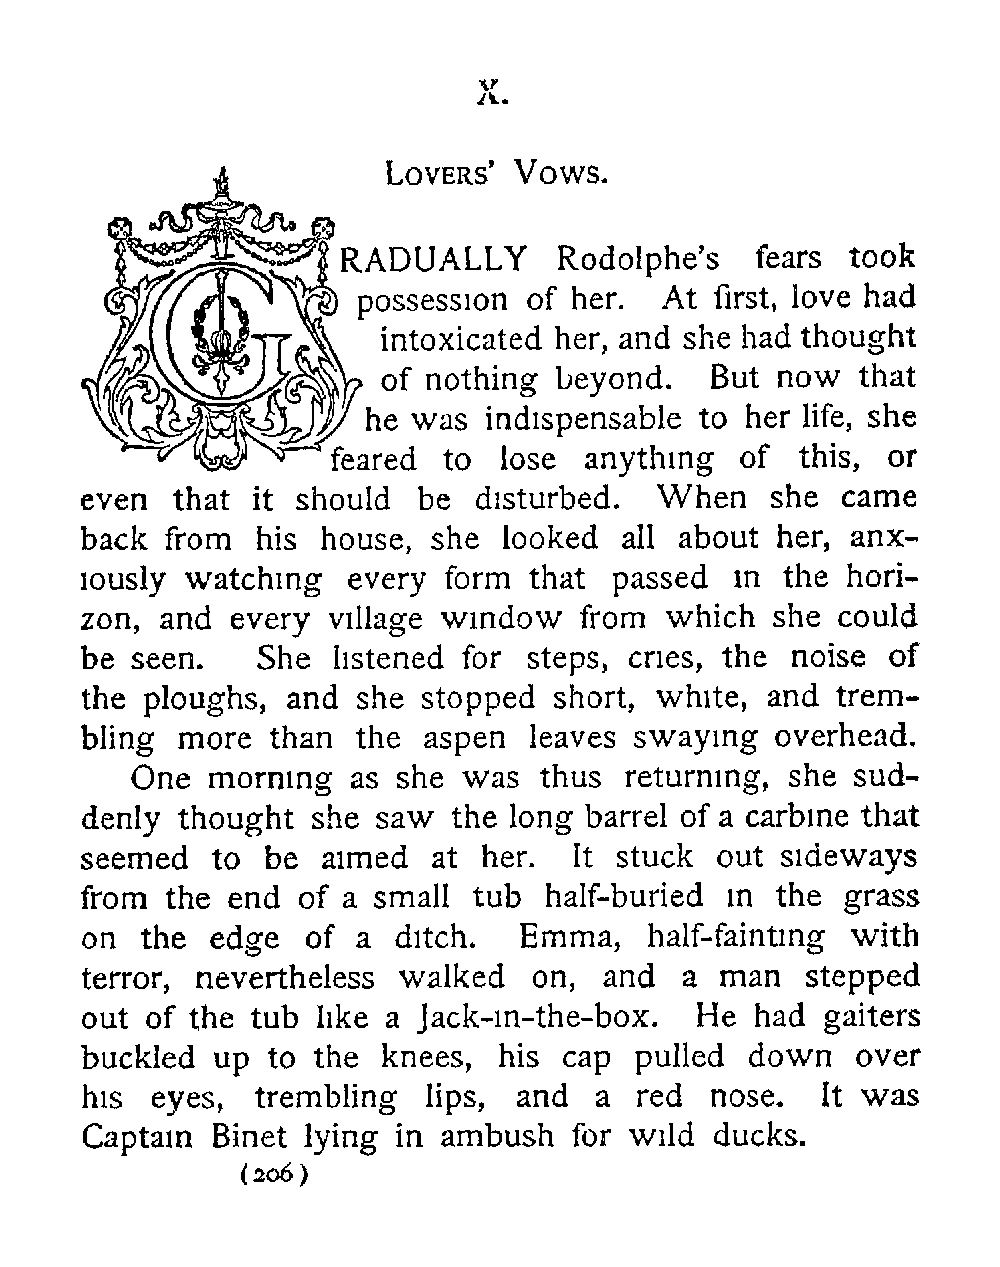 X.
LOVERS' VOWS.
GRADUALLY Rodolphe's fears took
possession of her. At first, love had
intoxicated her, and she had thought
of nothing beyond. But now that
he was indispensable to her life, she
feared to lose anything of this, or
even that it should be disturbed. When she came
back from his house, she looked all about her, anx-
iously watching every form that passed in the hori-
zon, and every village window from which she could
be seen. She listened for steps, cries, the noise of
the ploughs, and she stopped short, white, and trem-
bling more than the aspen leaves swaying overhead.
One morning as she was thus returning, she sud-
denly thought she saw the long barrel of a carbine that
seemed to be aimed at her. It stuck out sideways
from the end of a small tub half-buried in the grass
on the edge of a ditch. Emma, half-fainting with
terror, nevertheless walked on, and a man stepped
out of the tub like a Jack-in-the-box. He had gaiters
buckled up to the knees, his cap pulled down over
his eyes, trembling lips, and a red nose. It was
Captain Binet lying in ambush for wild ducks.
(206)